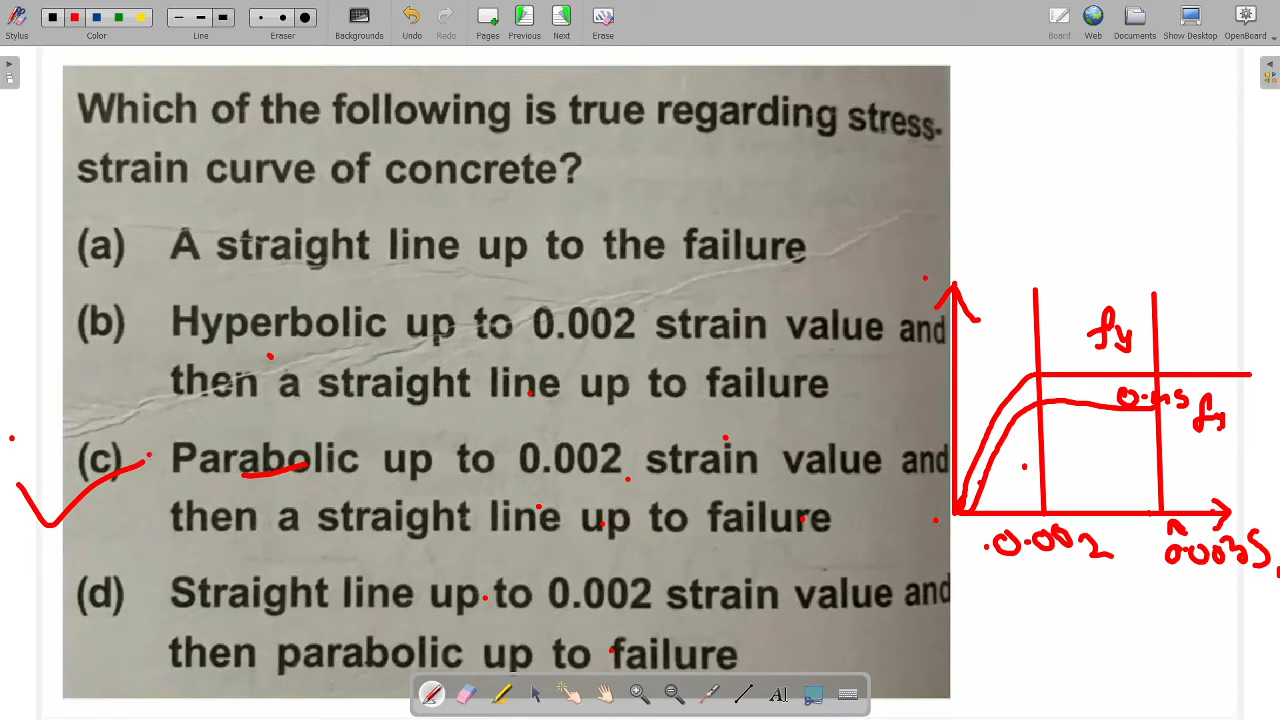 Stylus
Color
Line
Eraser
Backgrounds
Undo
Redo
Pages
Previous
Next
Erase
Board
Web
Documents
Show Desktop
OpenBoard
Which of the following is true regarding stress-
strain curve of concrete?
(a) A straight line up to the failure
(b) Hyperbolic up to 0.002 strain value and
then a straight line up to failure
(c) Parabolic up to 0.002 strain value and
then a straight line up to failure
(d) Straight line up to 0.002 strain value and
then parabolic up to failure
fy
0.45 fy
0.002
0.0035
AI